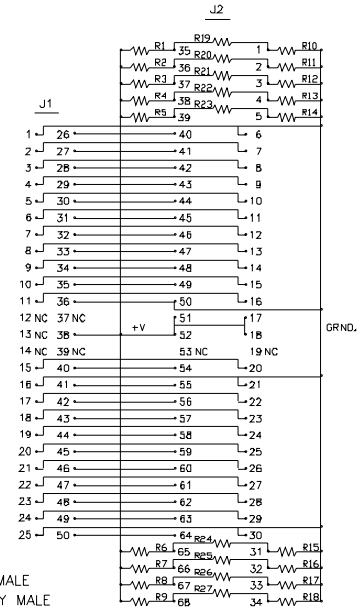 J2
R19
R1 35 1 R10
R20
R2 36 2 R11
R21
R3 37 3 R12
R22
R4 38 4 R13
R23
R5 39 5 R14
J1
1 26 40 6
2 27 41 7
3 28 42 8
4 29 43 9
5 30 44 10
6 31 45 11
7 32 46 12
8 33 47 13
9 34 48 14
10 35 49 15
11 36 50 16
12 NC 37 NC +V 51 17
13 NC 38 52 18 GRND.
14 NC 39 NC 53 NC 19 NC
15 40 54 20
16 41 55 21
17 42 56 22
18 43 57 23
19 44 58 24
20 45 59 25
21 46 60 26
22 47 61 27
23 48 62 28
24 49 63 29
25 50 64 30
R24
R6 65 31 R15
R25
R7 66 32 R16
R26
R8 67 33 R17
R27
R9 68 34 R18
MALE
Y MALE